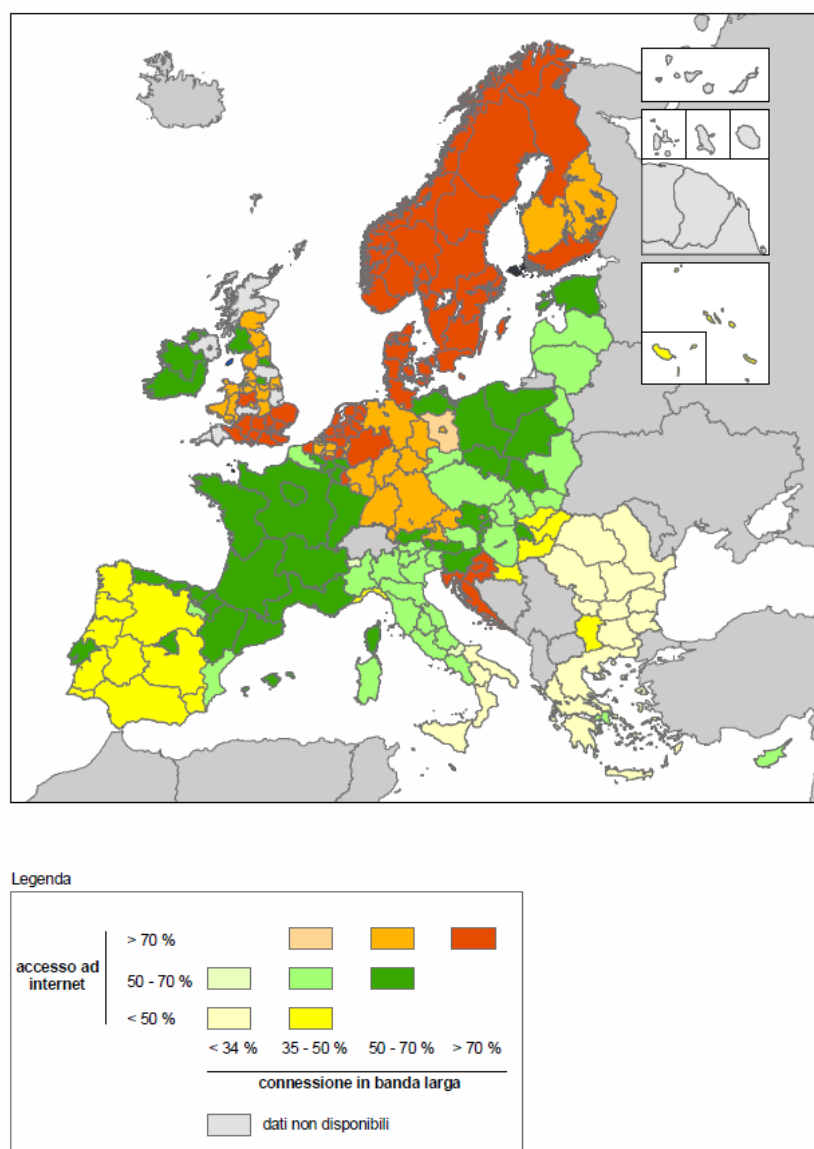 Legenda
> 70 %
accesso ad
internet
50 - 70 %
< 50 %
< 34 %
35 - 50 %
50 - 70 %
> 70 %
connessione in banda larga
dati non disponibili